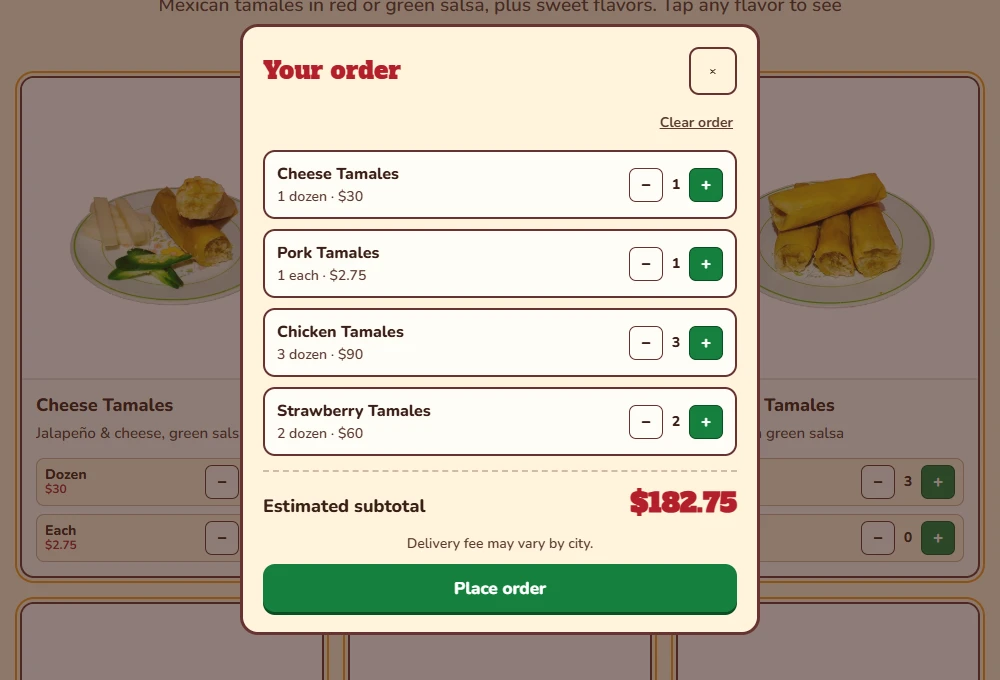 Mexican tamales in red or green salsa, plus sweet flavors. Tap any flavor to see
Your order
×
Clear order
Cheese Tamales
1 dozen · $30
− 1 +
Pork Tamales
1 each · $2.75
− 1 +
Chicken Tamales
3 dozen · $90
− 3 +
Strawberry Tamales
2 dozen · $60
− 2 +
Estimated subtotal
$182.75
Delivery fee may vary by city.
Place order
Cheese Tamales
Jalapeño & cheese, green sals
Dozen
$30
−
Each
$2.75
−
Tamales
green salsa
− 3 +
− 0 +